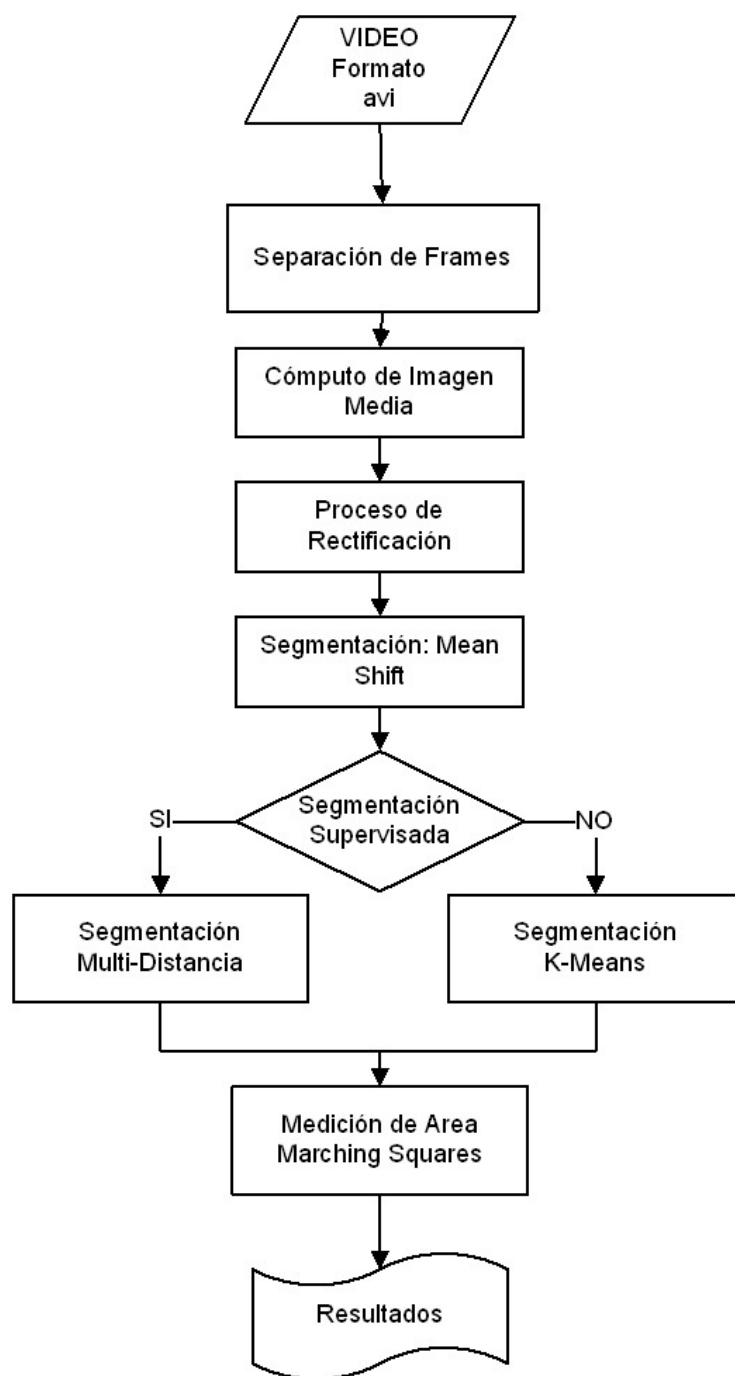 VIDEO
Formato
avi
Separación de Frames
Cómputo de Imagen
Media
Proceso de
Rectificación
Segmentación: Mean
Shift
Segmentación
Supervisada
SI
NO
Segmentación
Multi-Distancia
Segmentación
K-Means
Medición de Area
Marching Squares
Resultados